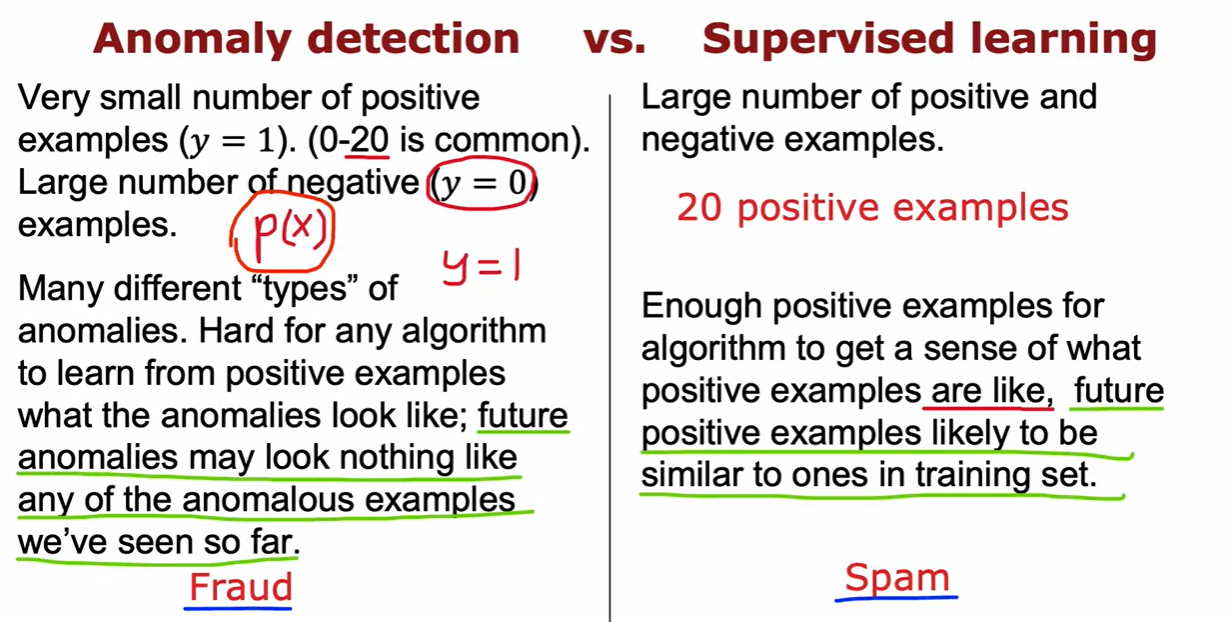 Anomaly detection vs. Supervised learning
Very small number of positive
examples (y = 1). (0-20 is common).
Large number of negative (y = 0)
examples.
p(x)
y=1
Many different “types” of
anomalies. Hard for any algorithm
to learn from positive examples
what the anomalies look like; future
anomalies may look nothing like
any of the anomalous examples
we’ve seen so far.
Fraud
Large number of positive and
negative examples.
20 positive examples
Enough positive examples for
algorithm to get a sense of what
positive examples are like, future
positive examples likely to be
similar to ones in training set.
Spam